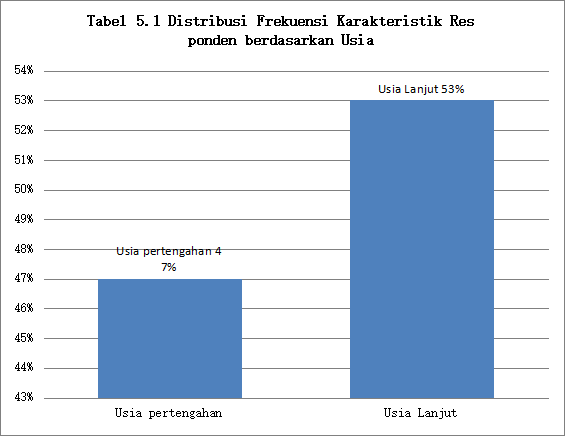 Tabel 5.1 Distribusi Frekuensi Karakteristik Res
ponden berdasarkan Usia
54%
53%
52%
51%
50%
49%
48%
47%
46%
45%
44%
43%
Usia pertengahan 4
7%
Usia Lanjut 53%
Usia pertengahan
Usia Lanjut